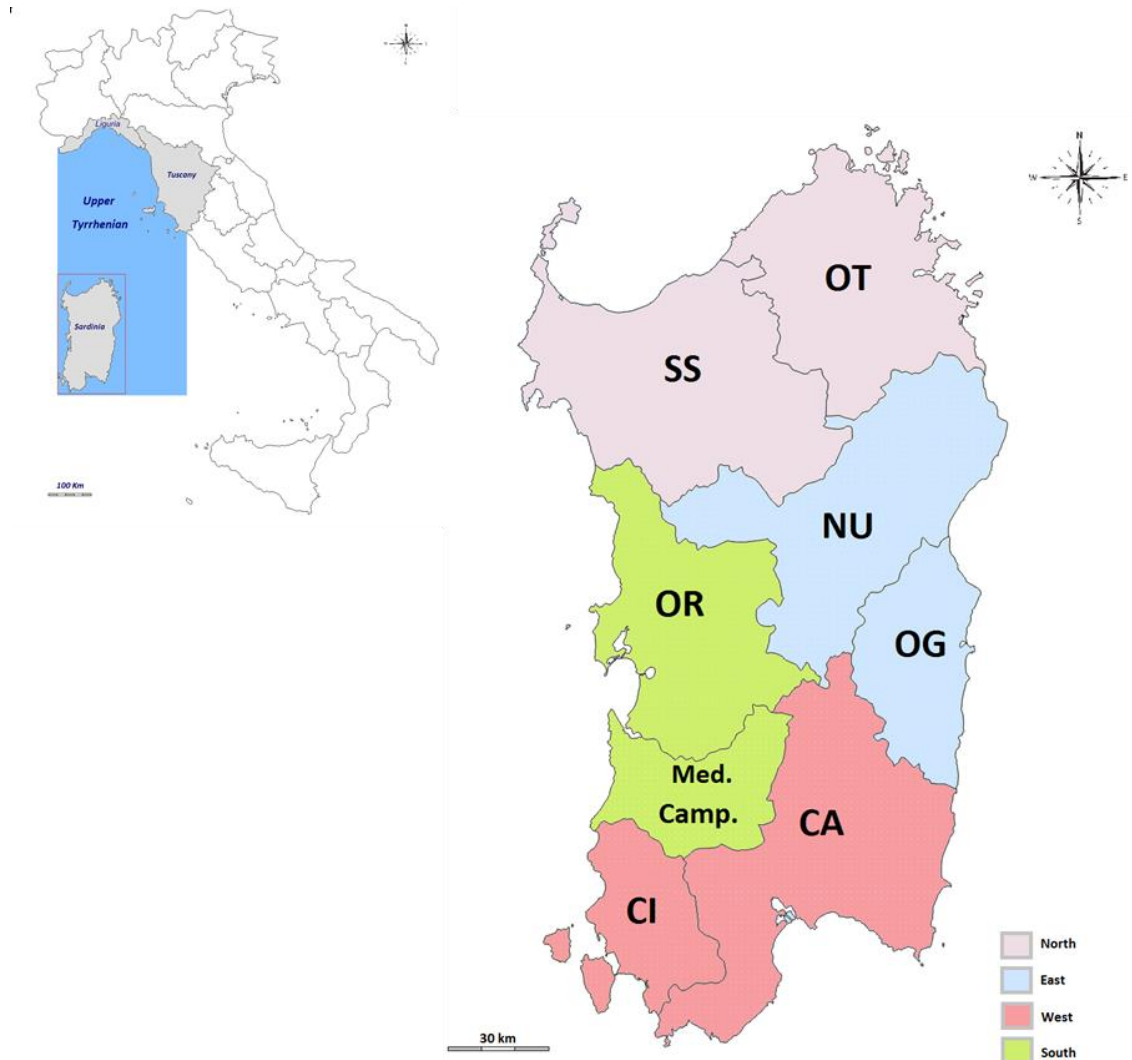 Liguria
Tuscany
Upper
Tyrrhenian
Sardinia
100 Km
N
W
E
S
OT
SS
NU
OR
OG
Med.
Camp.
CA
CI
North
East
West
South
30 km